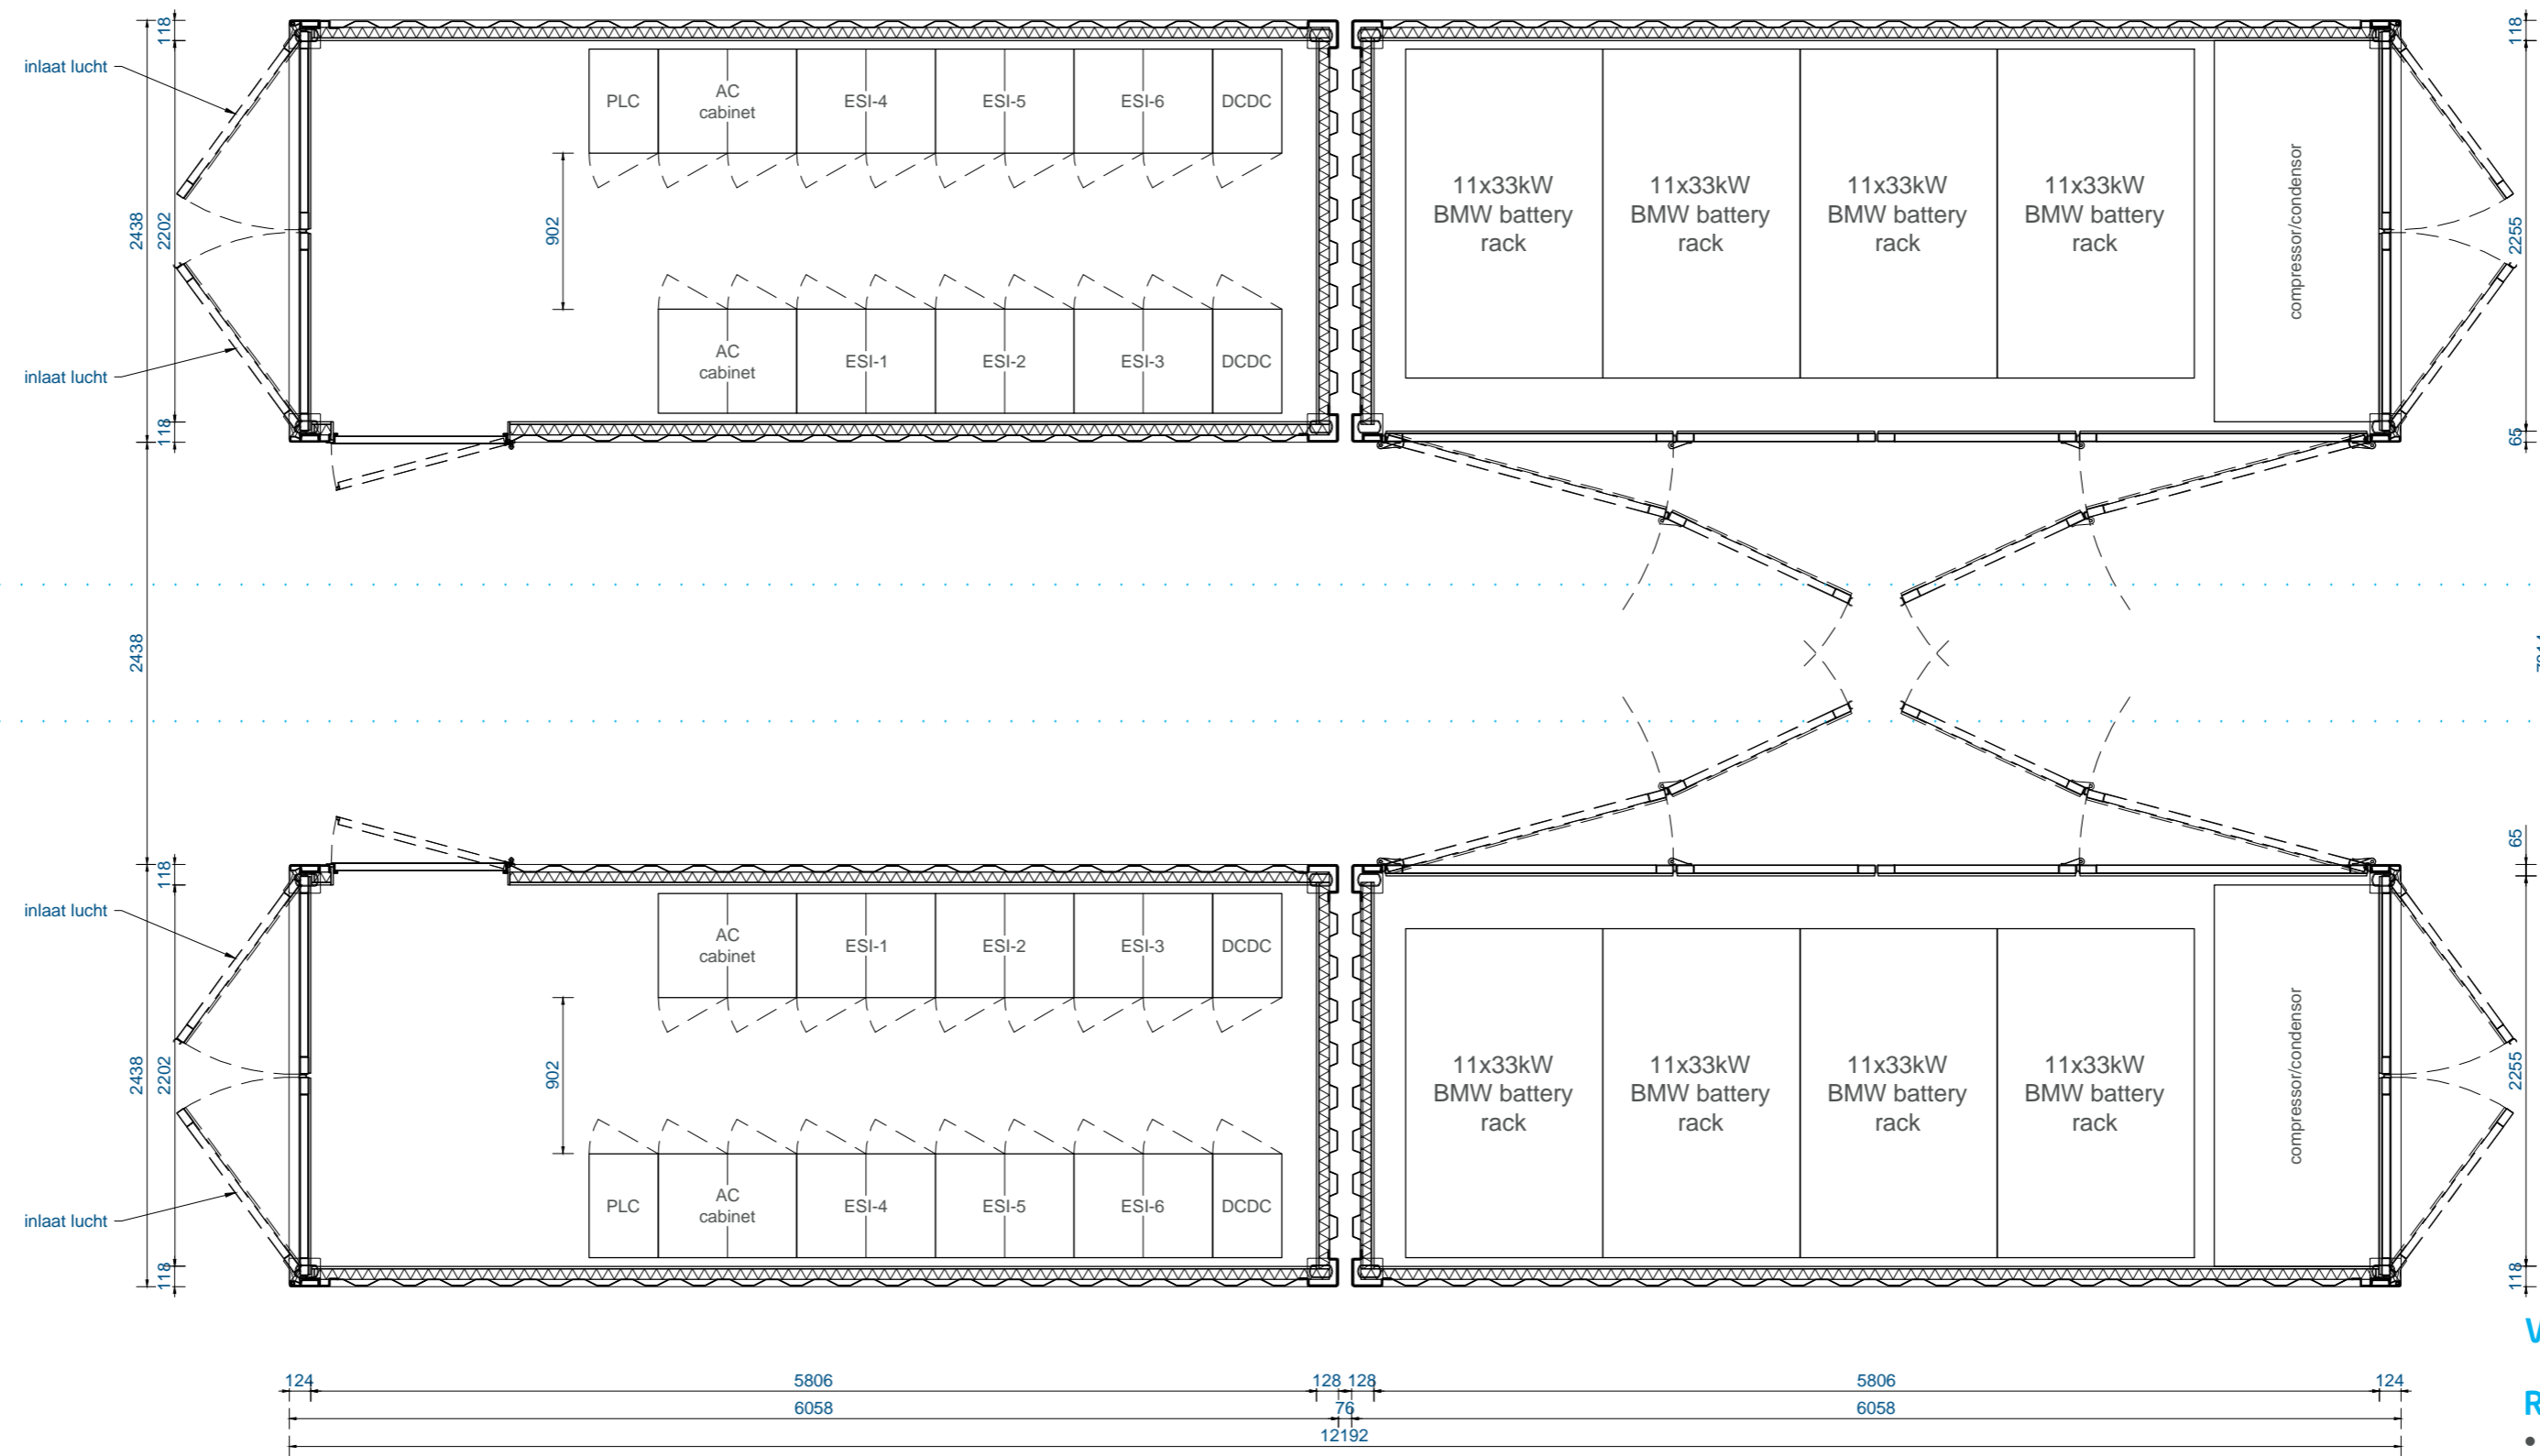 118
118
inlaat lucht
PLC
AC
cabinet
ESI-4
ESI-5
ESI-6
DCDC
11x33kW
BMW battery
rack
11x33kW
BMW battery
rack
11x33kW
BMW battery
rack
11x33kW
BMW battery
rack
compressor/condensor
2438
2202
902
2255
inlaat lucht
AC
cabinet
ESI-1
ESI-2
ESI-3
DCDC
118
65
2438
118
65
inlaat lucht
AC
cabinet
ESI-1
ESI-2
ESI-3
DCDC
2438
2202
902
11x33kW
BMW battery
rack
11x33kW
BMW battery
rack
11x33kW
BMW battery
rack
11x33kW
BMW battery
rack
compressor/condensor
2255
inlaat lucht
PLC
AC
cabinet
ESI-4
ESI-5
ESI-6
DCDC
118
118
V
R
•
124
5806
128
128
5806
124
6058
76
6058
12192